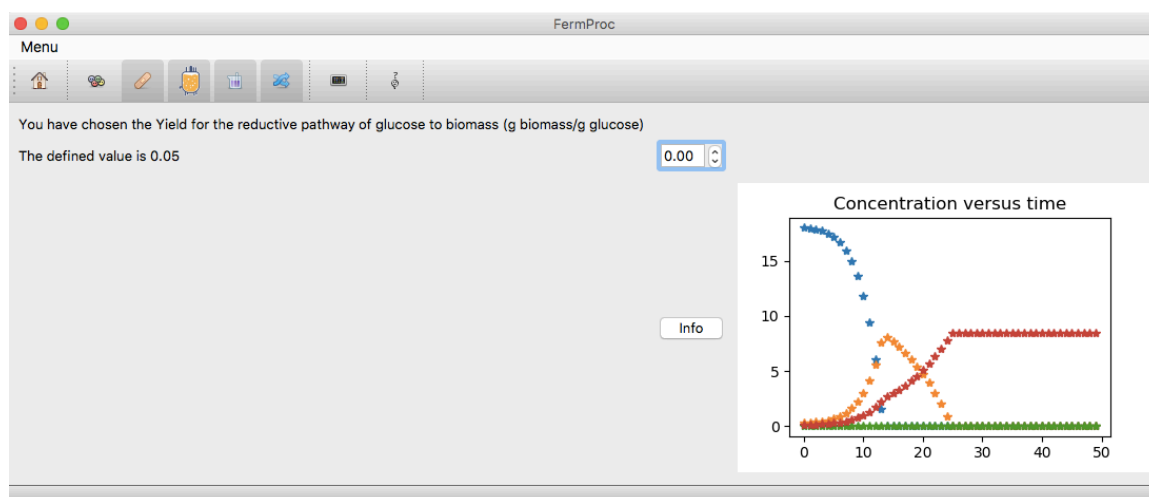 FermProc
Menu
You have chosen the Yield for the reductive pathway of glucose to biomass (g biomass/g glucose)
The defined value is 0.05
0.00
Info
Concentration versus time
15
10
5
0
0 10 20 30 40 50